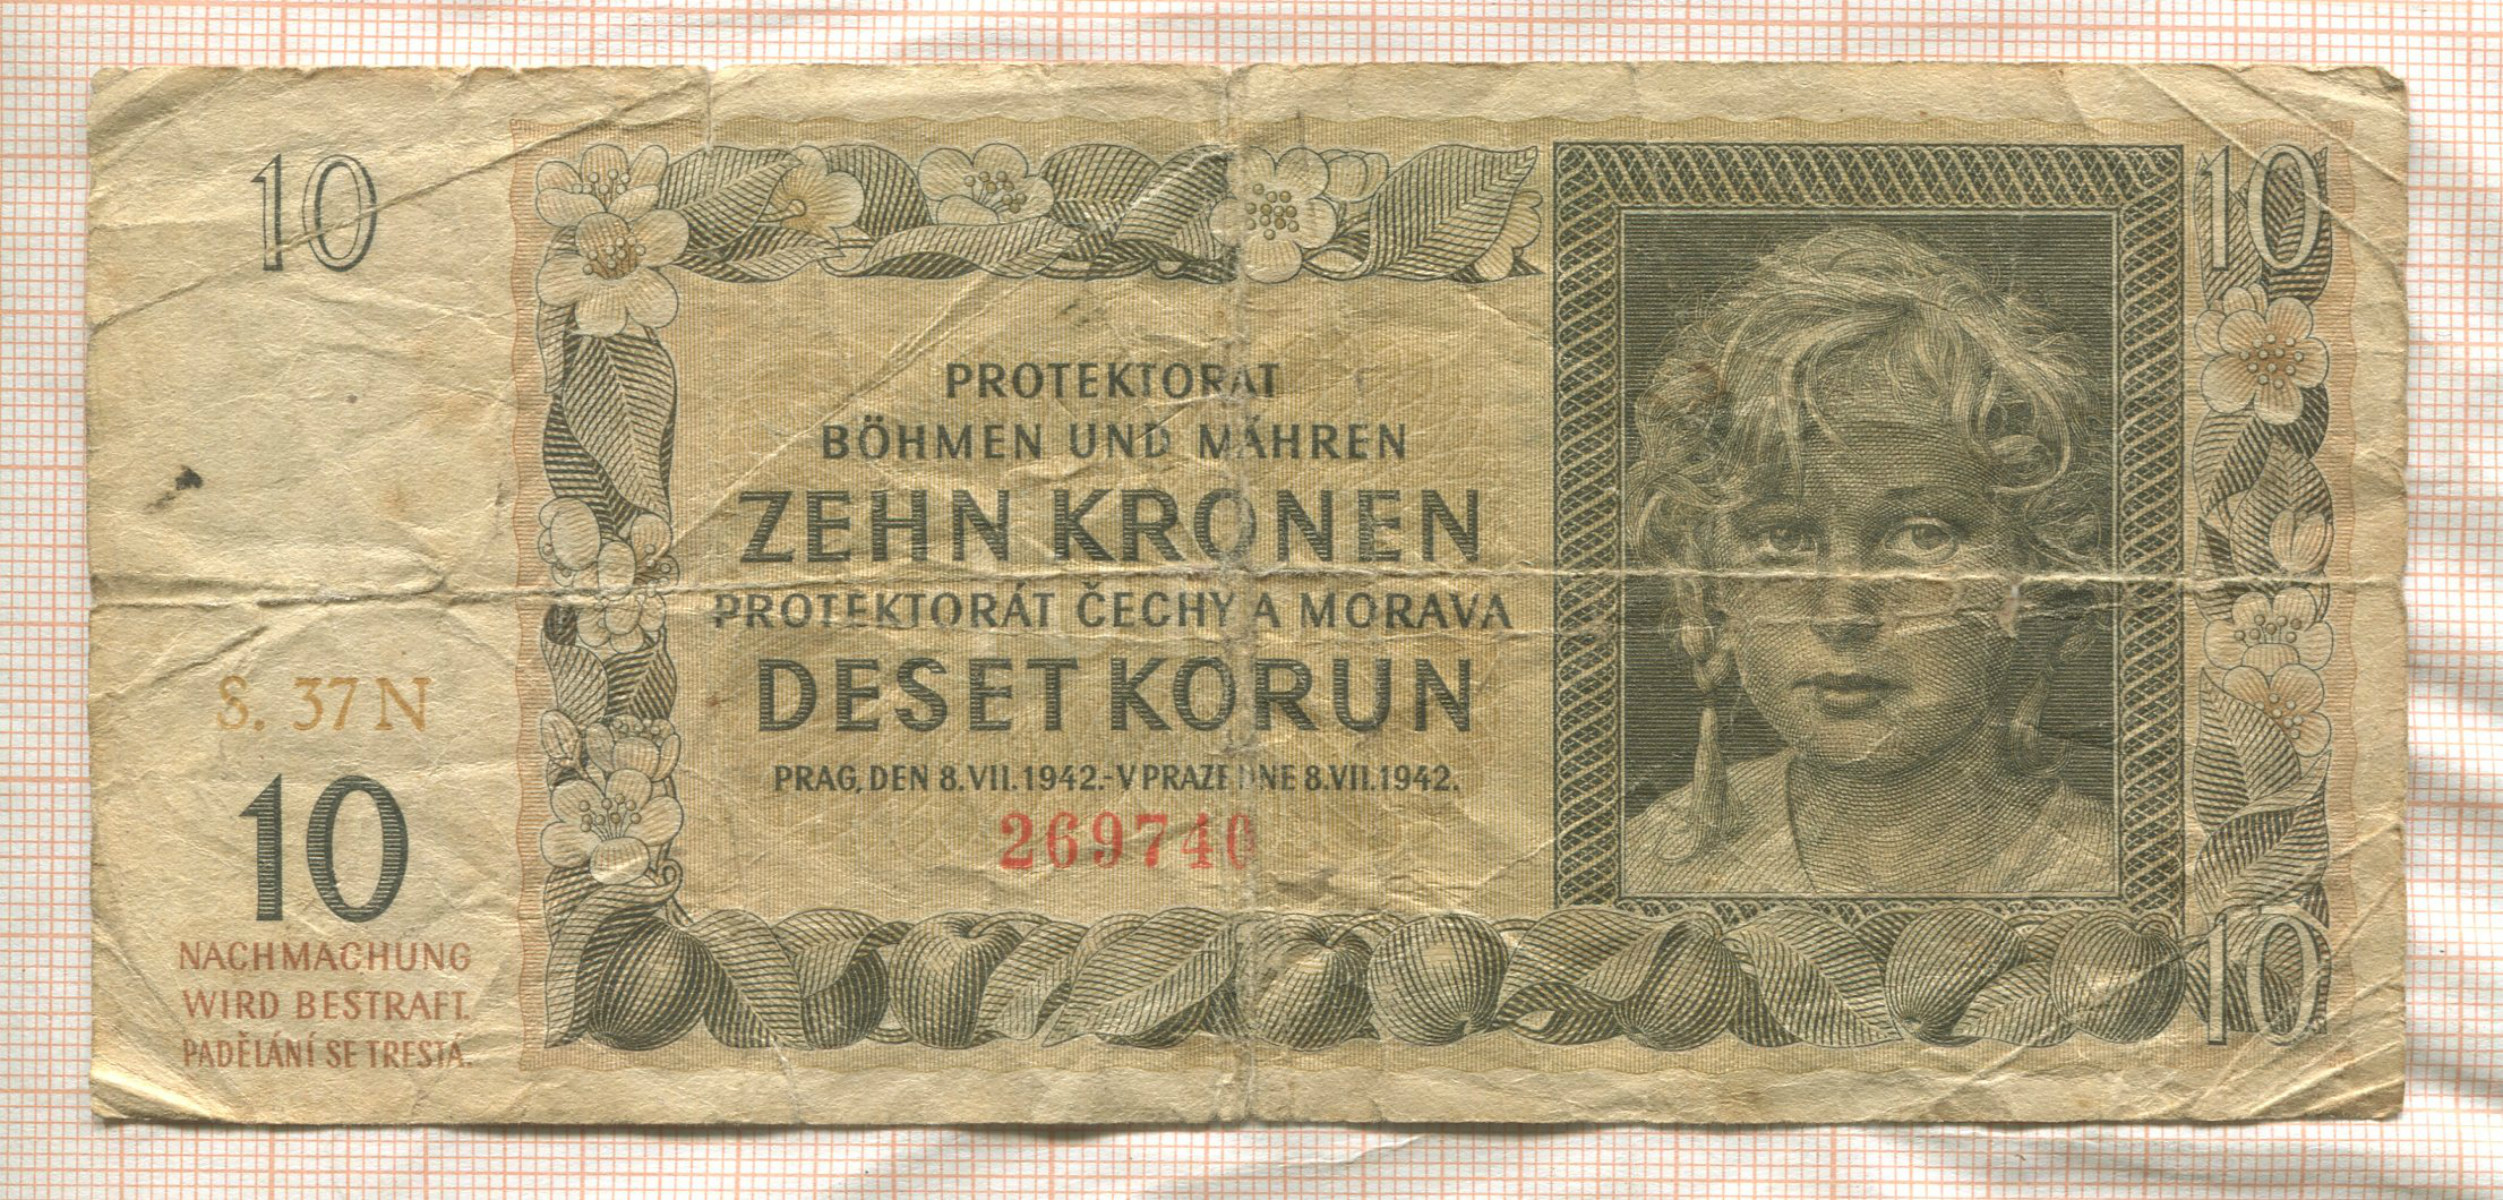 10
10
PROTEKTORAT
BÖHMEN UND MÄHREN
ZEHN KRONEN
PROTEKTORÁT ČECHY A MORAVA
DESET KORUN
PRAG, DEN 8. VII. 1942. - V PRAZE DNE 8. VII. 1942.
269740
S. 37 N
10
NACHMACHUNG
WIRD BESTRAFT.
PADĚLÁNÍ SE TRESTÁ.
10